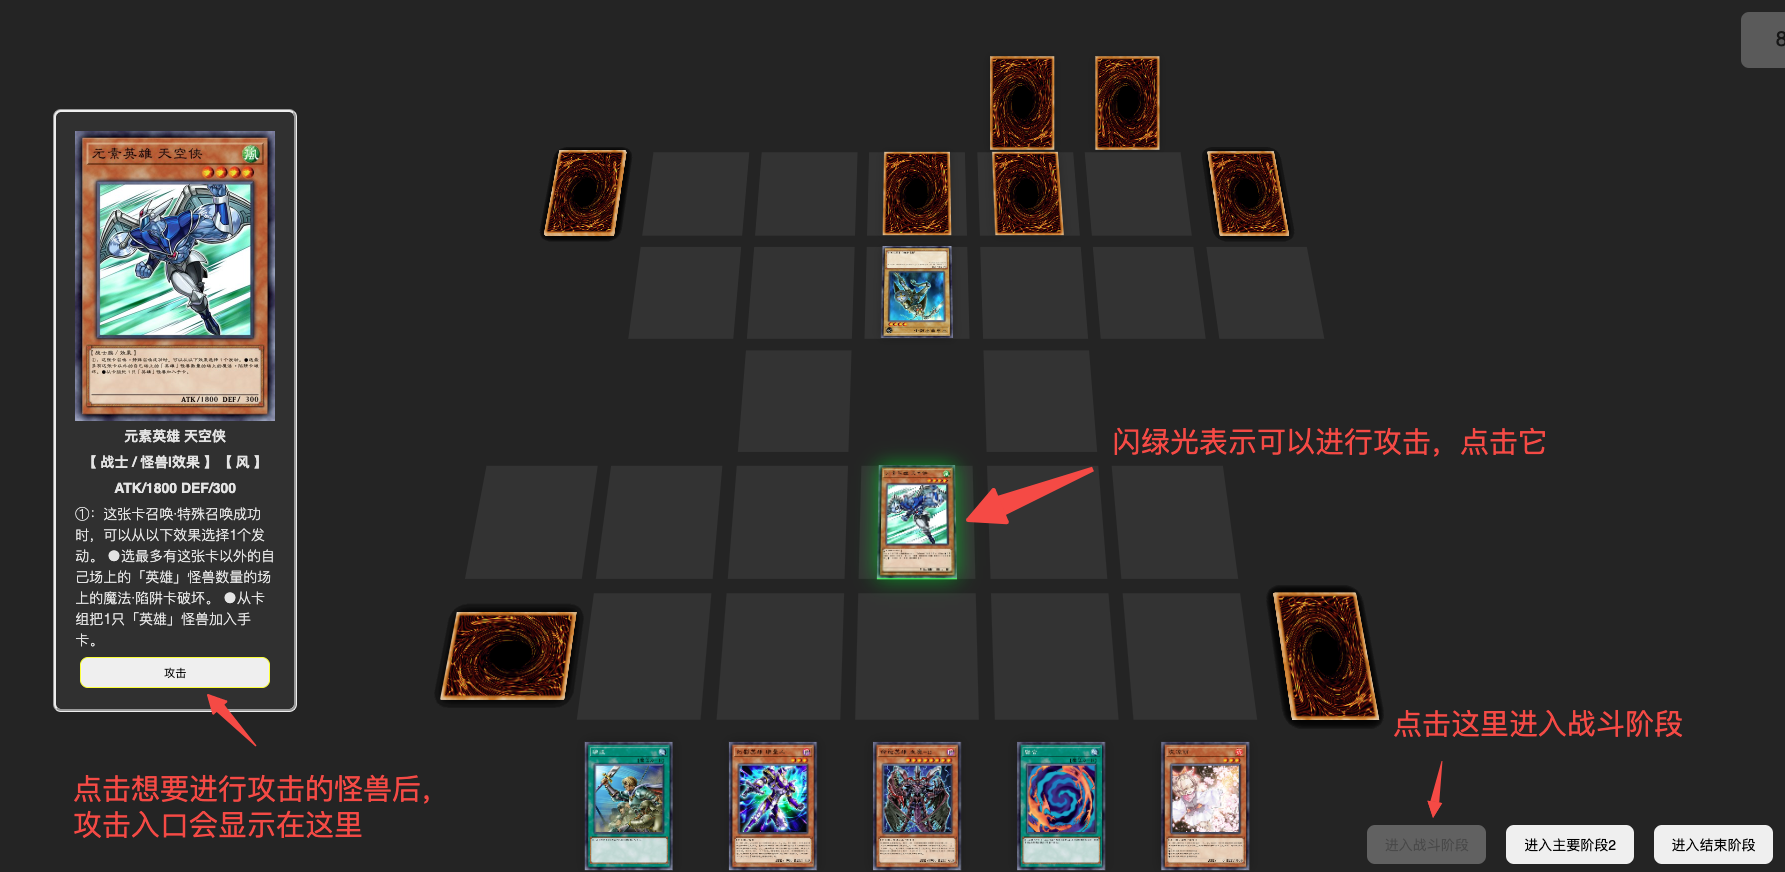 8
元素英雄 天空侠
风
ATK/1800 DEF/ 300
元素英雄 天空侠
【 战士 / 怪兽|效果 】 【 风 】
ATK/1800 DEF/300
①：这张卡召唤·特殊召唤成功
时，可以从以下效果选择1个发
动。 ●选最多有这张卡以外的自
己场上的「英雄」怪兽数量的场
上的魔法·陷阱卡破坏。 ●从卡
组把1只「英雄」怪兽加入手
卡。
攻击
闪绿光表示可以进行攻击，点击它
点击想要进行攻击的怪兽后，
攻击入口会显示在这里
点击这里进入战斗阶段
进入战斗阶段
进入主要阶段2
进入结束阶段